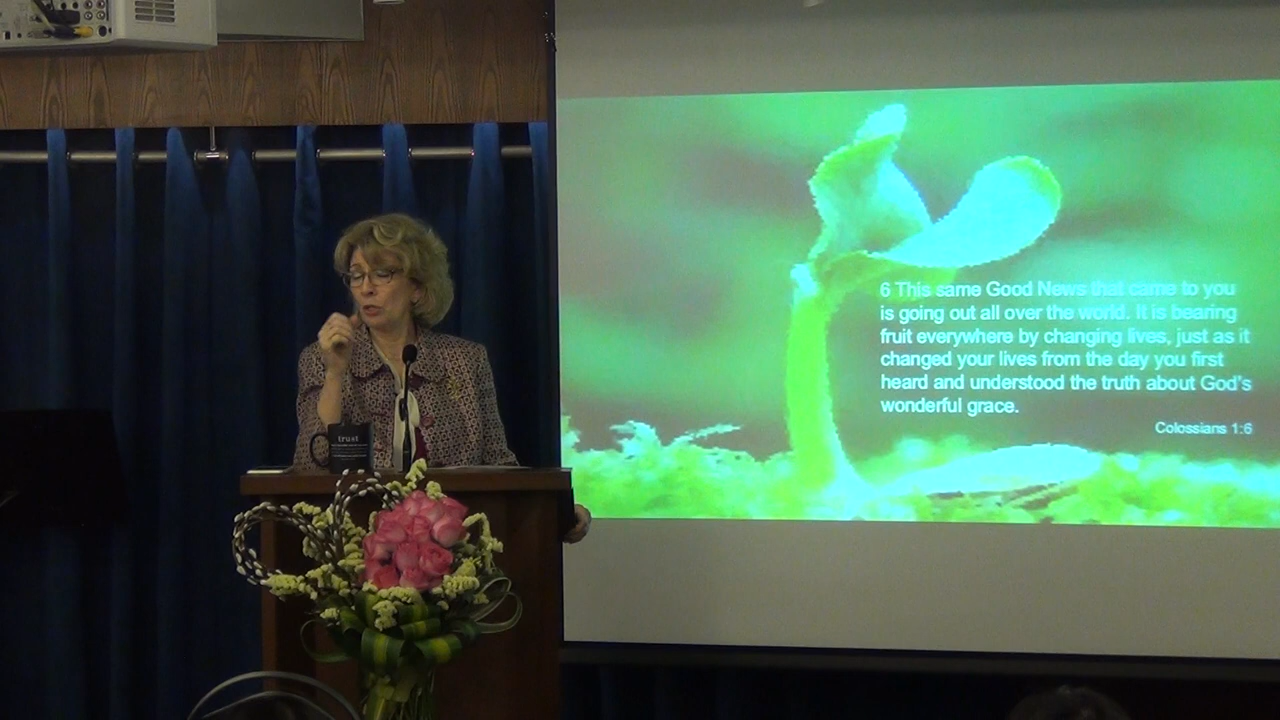 6 This same Good News that came to you
is going out all over the world. It is bearing
fruit everywhere by changing lives, just as it
changed your lives from the day you first
heard and understood the truth about God's
wonderful grace.
Colossians 1:6
trust